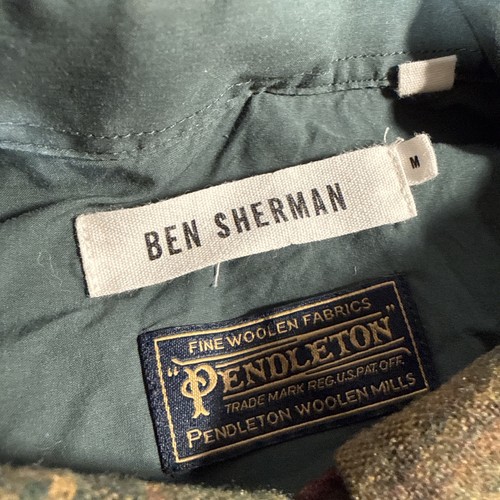 M
BEN SHERMAN
FINE WOOLEN FABRICS
"PENDLETON"
TRADE MARK REG. U.S. PAT. OFF.
PENDLETON WOOLEN MILLS